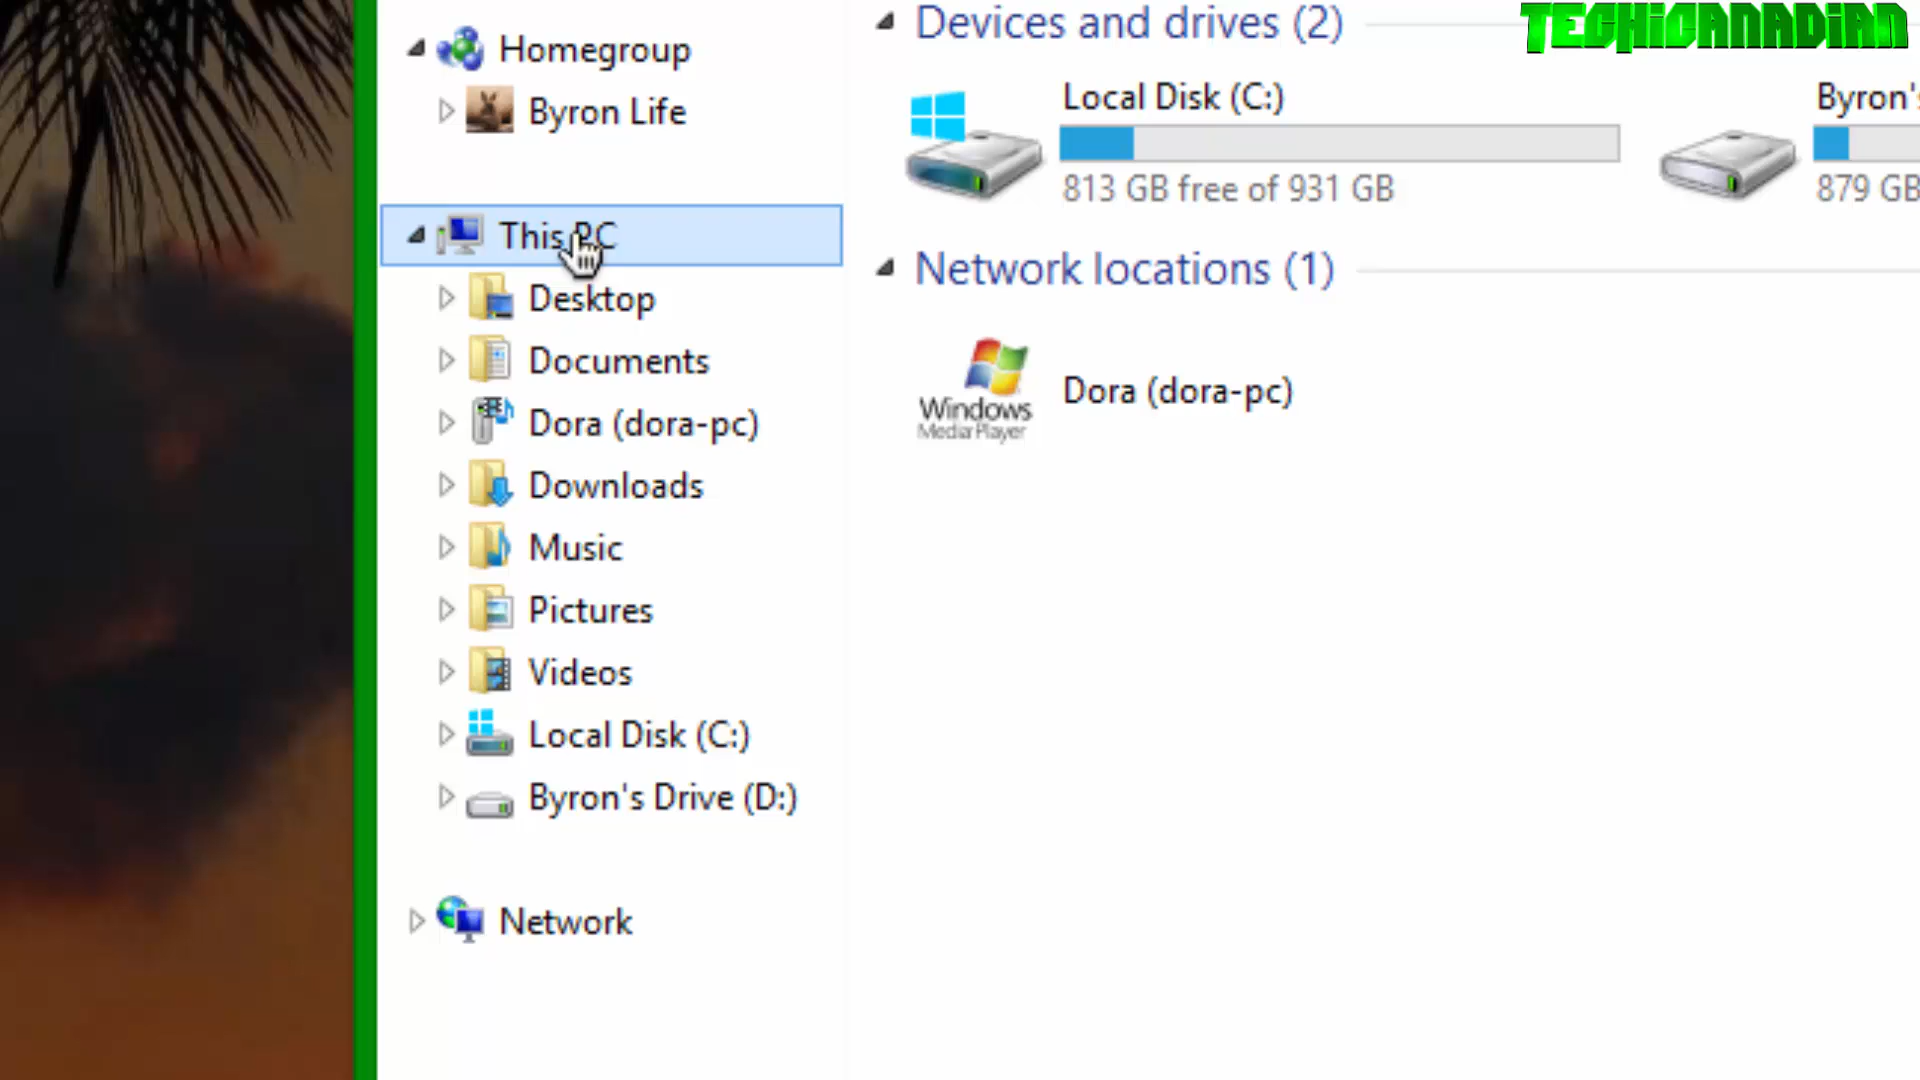 Homegroup
Byron Life
This PC
Desktop
Documents
Dora (dora-pc)
Downloads
Music
Pictures
Videos
Local Disk (C:)
Byron's Drive (D:)
Network
Devices and drives (2)
Local Disk (C:)
813 GB free of 931 GB
Byron's
879 GB
Network locations (1)
Windows
Media Player
Dora (dora-pc)
TECHiCANADiAN